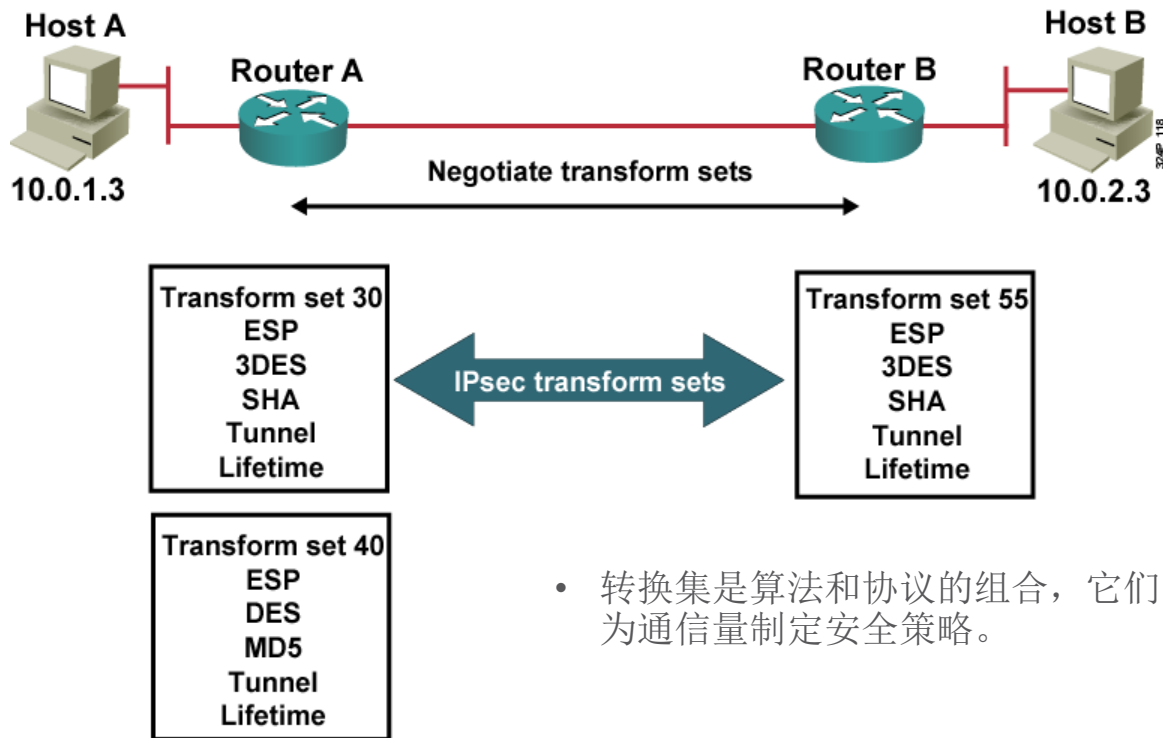 Host A
Host B
Router A
Router B
10.0.1.3
10.0.2.3
324P_118
Negotiate transform sets
Transform set 30
ESP
3DES
SHA
Tunnel
Lifetime
IPsec transform sets
Transform set 55
ESP
3DES
SHA
Tunnel
Lifetime
Transform set 40
ESP
DES
MD5
Tunnel
Lifetime
• 转换集是算法和协议的组合，它们
为通信量制定安全策略。